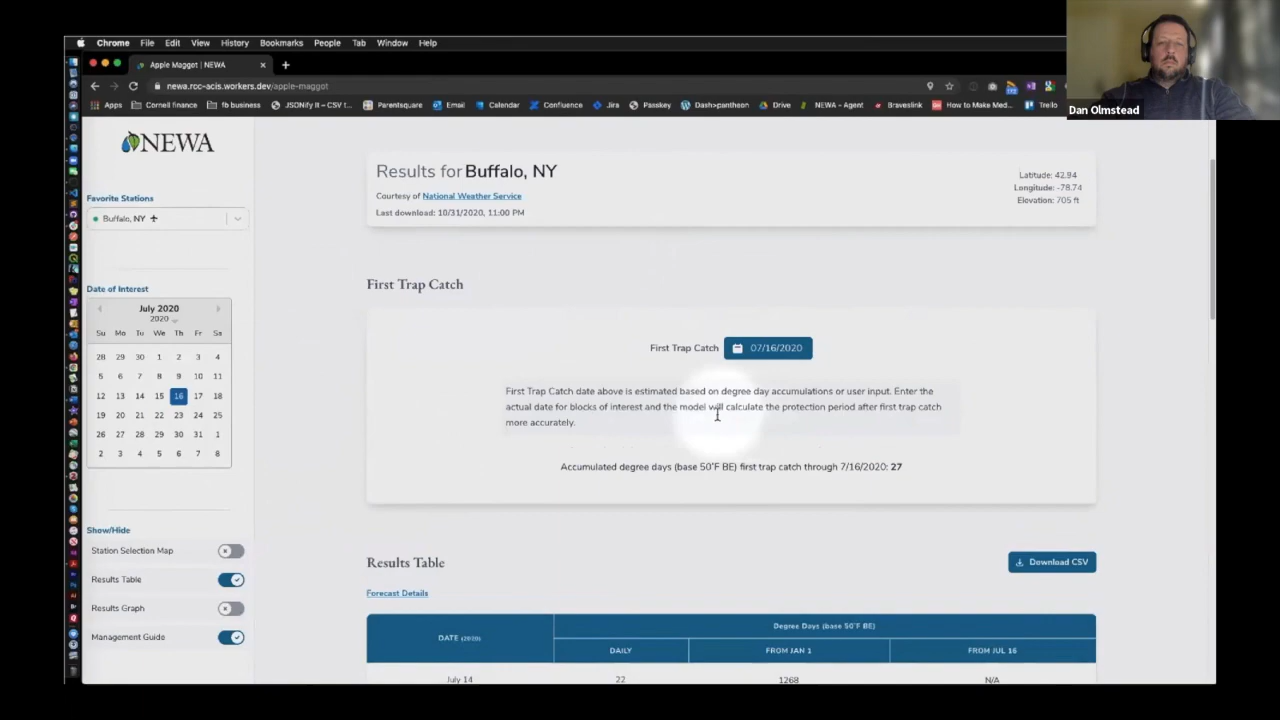 Chrome File Edit View History Bookmarks People Tab Window Help
Apple Maggot | NEWA
newa.rcc-acis.workers.dev/apple-maggot
Apps Cornell finance fb business JSONify It – CSV t... Parentsquare Email Calendar Confluence Jira Passkey Dash>pantheon Drive NEWA – Agent Braveslink How to Make Med... Trello
Dan Olmstead
NEWA
Favorite Stations
Buffalo, NY
Date of Interest
July 2020
2020
Su Mo Tu We Th Fr Sa
28 29 30 1 2 3 4
5 6 7 8 9 10 11
12 13 14 15 16 17 18
19 20 21 22 23 24 25
26 27 28 29 30 31 1
2 3 4 5 6 7 8
Show/Hide
Station Selection Map
Results Table
Results Graph
Management Guide
Results for Buffalo, NY
Courtesy of National Weather Service
Last download: 10/31/2020, 11:00 PM
Latitude: 42.94
Longitude: -78.74
Elevation: 705 ft
First Trap Catch
First Trap Catch 07/16/2020
First Trap Catch date above is estimated based on degree day accumulations or user input. Enter the
actual date for blocks of interest and the model will calculate the protection period after first trap catch
more accurately.
Accumulated degree days (base 50°F BE) first trap catch through 7/16/2020: 27
Results Table
Download CSV
Forecast Details
DATE (2020)
Degree Days (base 50°F BE)
DAILY FROM JAN 1 FROM JUL 16
July 14 22 1268 N/A